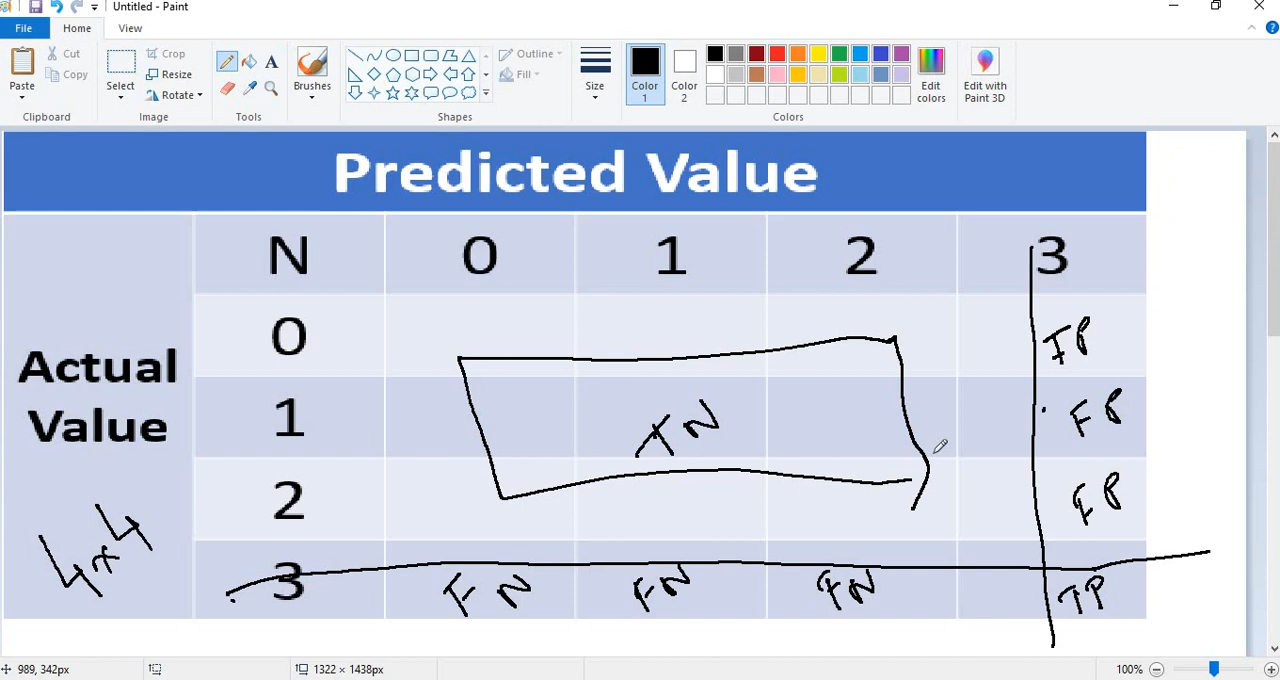 Untitled - Paint
File Home View
Paste
Cut
Copy
Clipboard
Select
Crop
Resize
Rotate
Image
A
Tools
Brushes
Outline
Fill
Shapes
Size
Color 1
Color 2
Edit colors
Colors
Edit with Paint 3D
Predicted Value
N 0 1 2 3
Actual Value
0 FP
1 TN FP
2 FP
3 FN FN FN TP
4x4
989, 342px
1322 × 1438px
100%